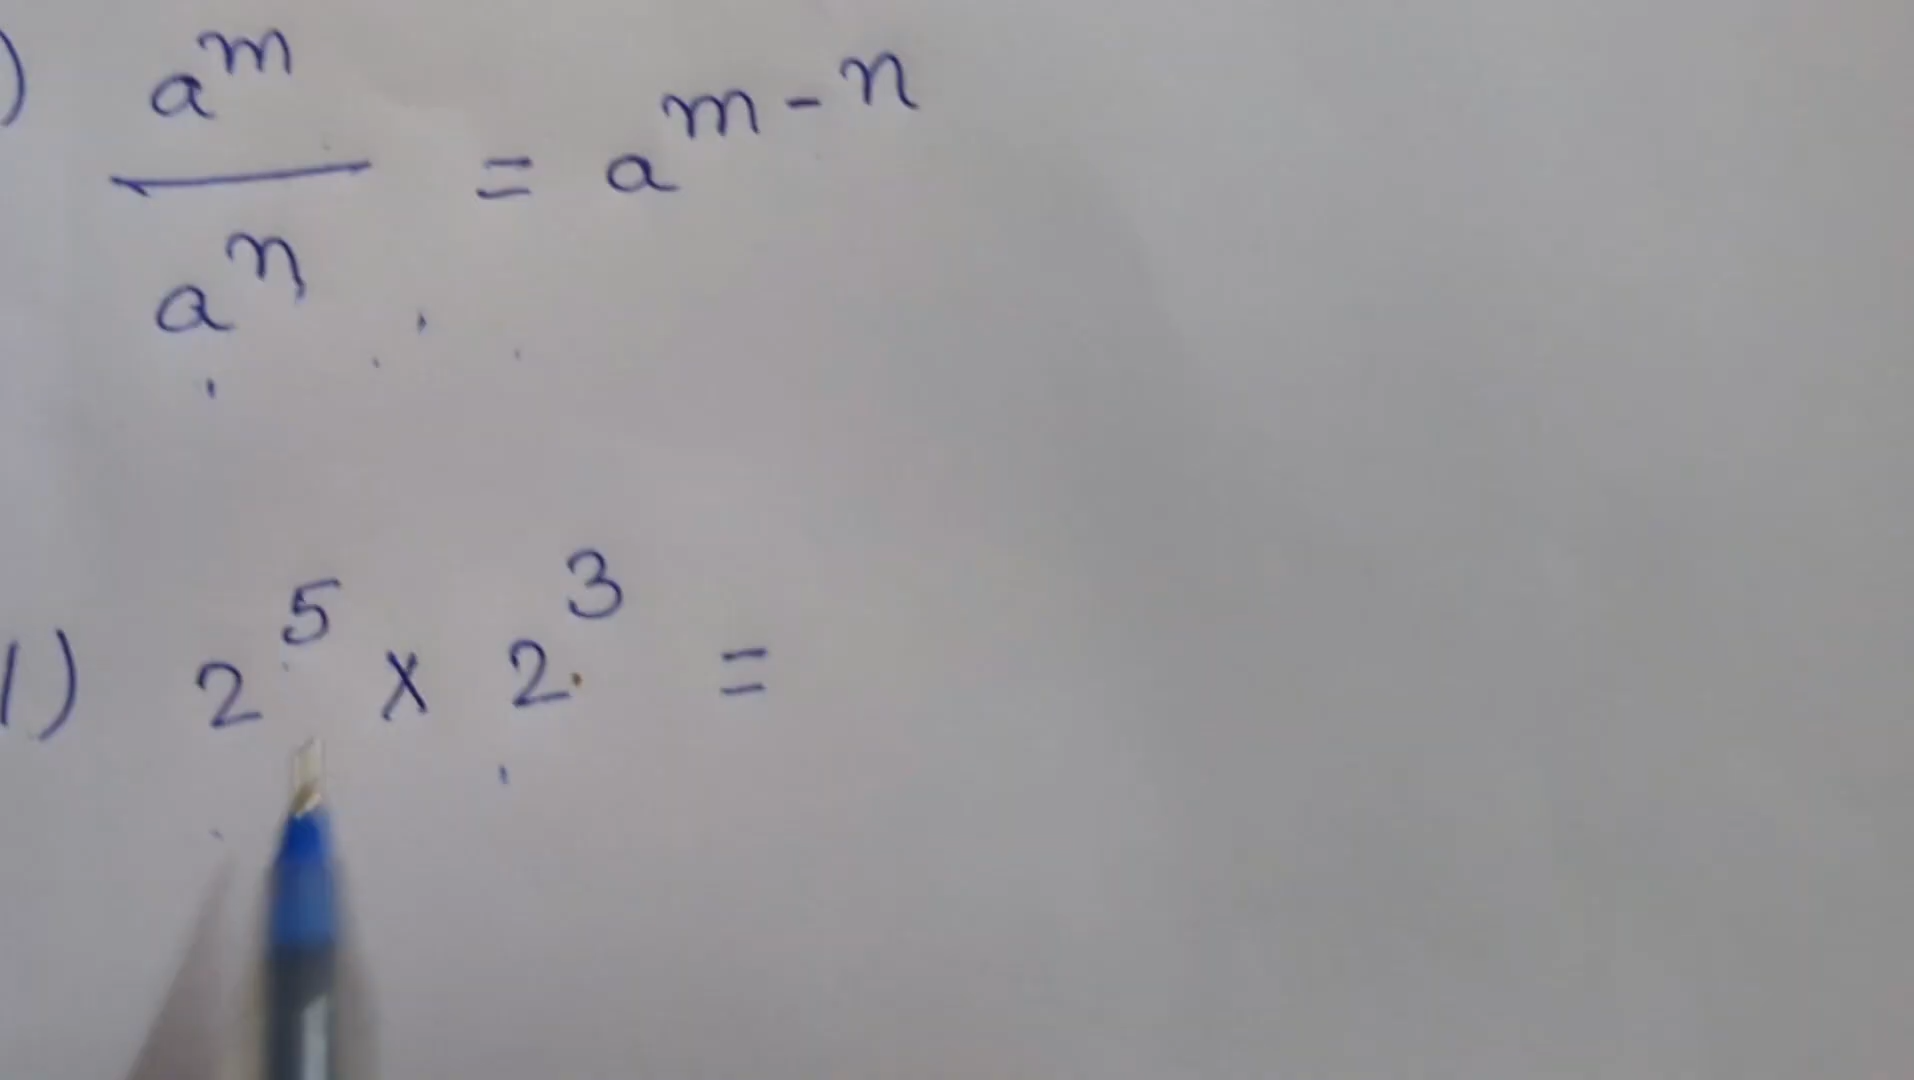 ) a^m / a^n = a^m-n
1) 2^5 x 2^3 =